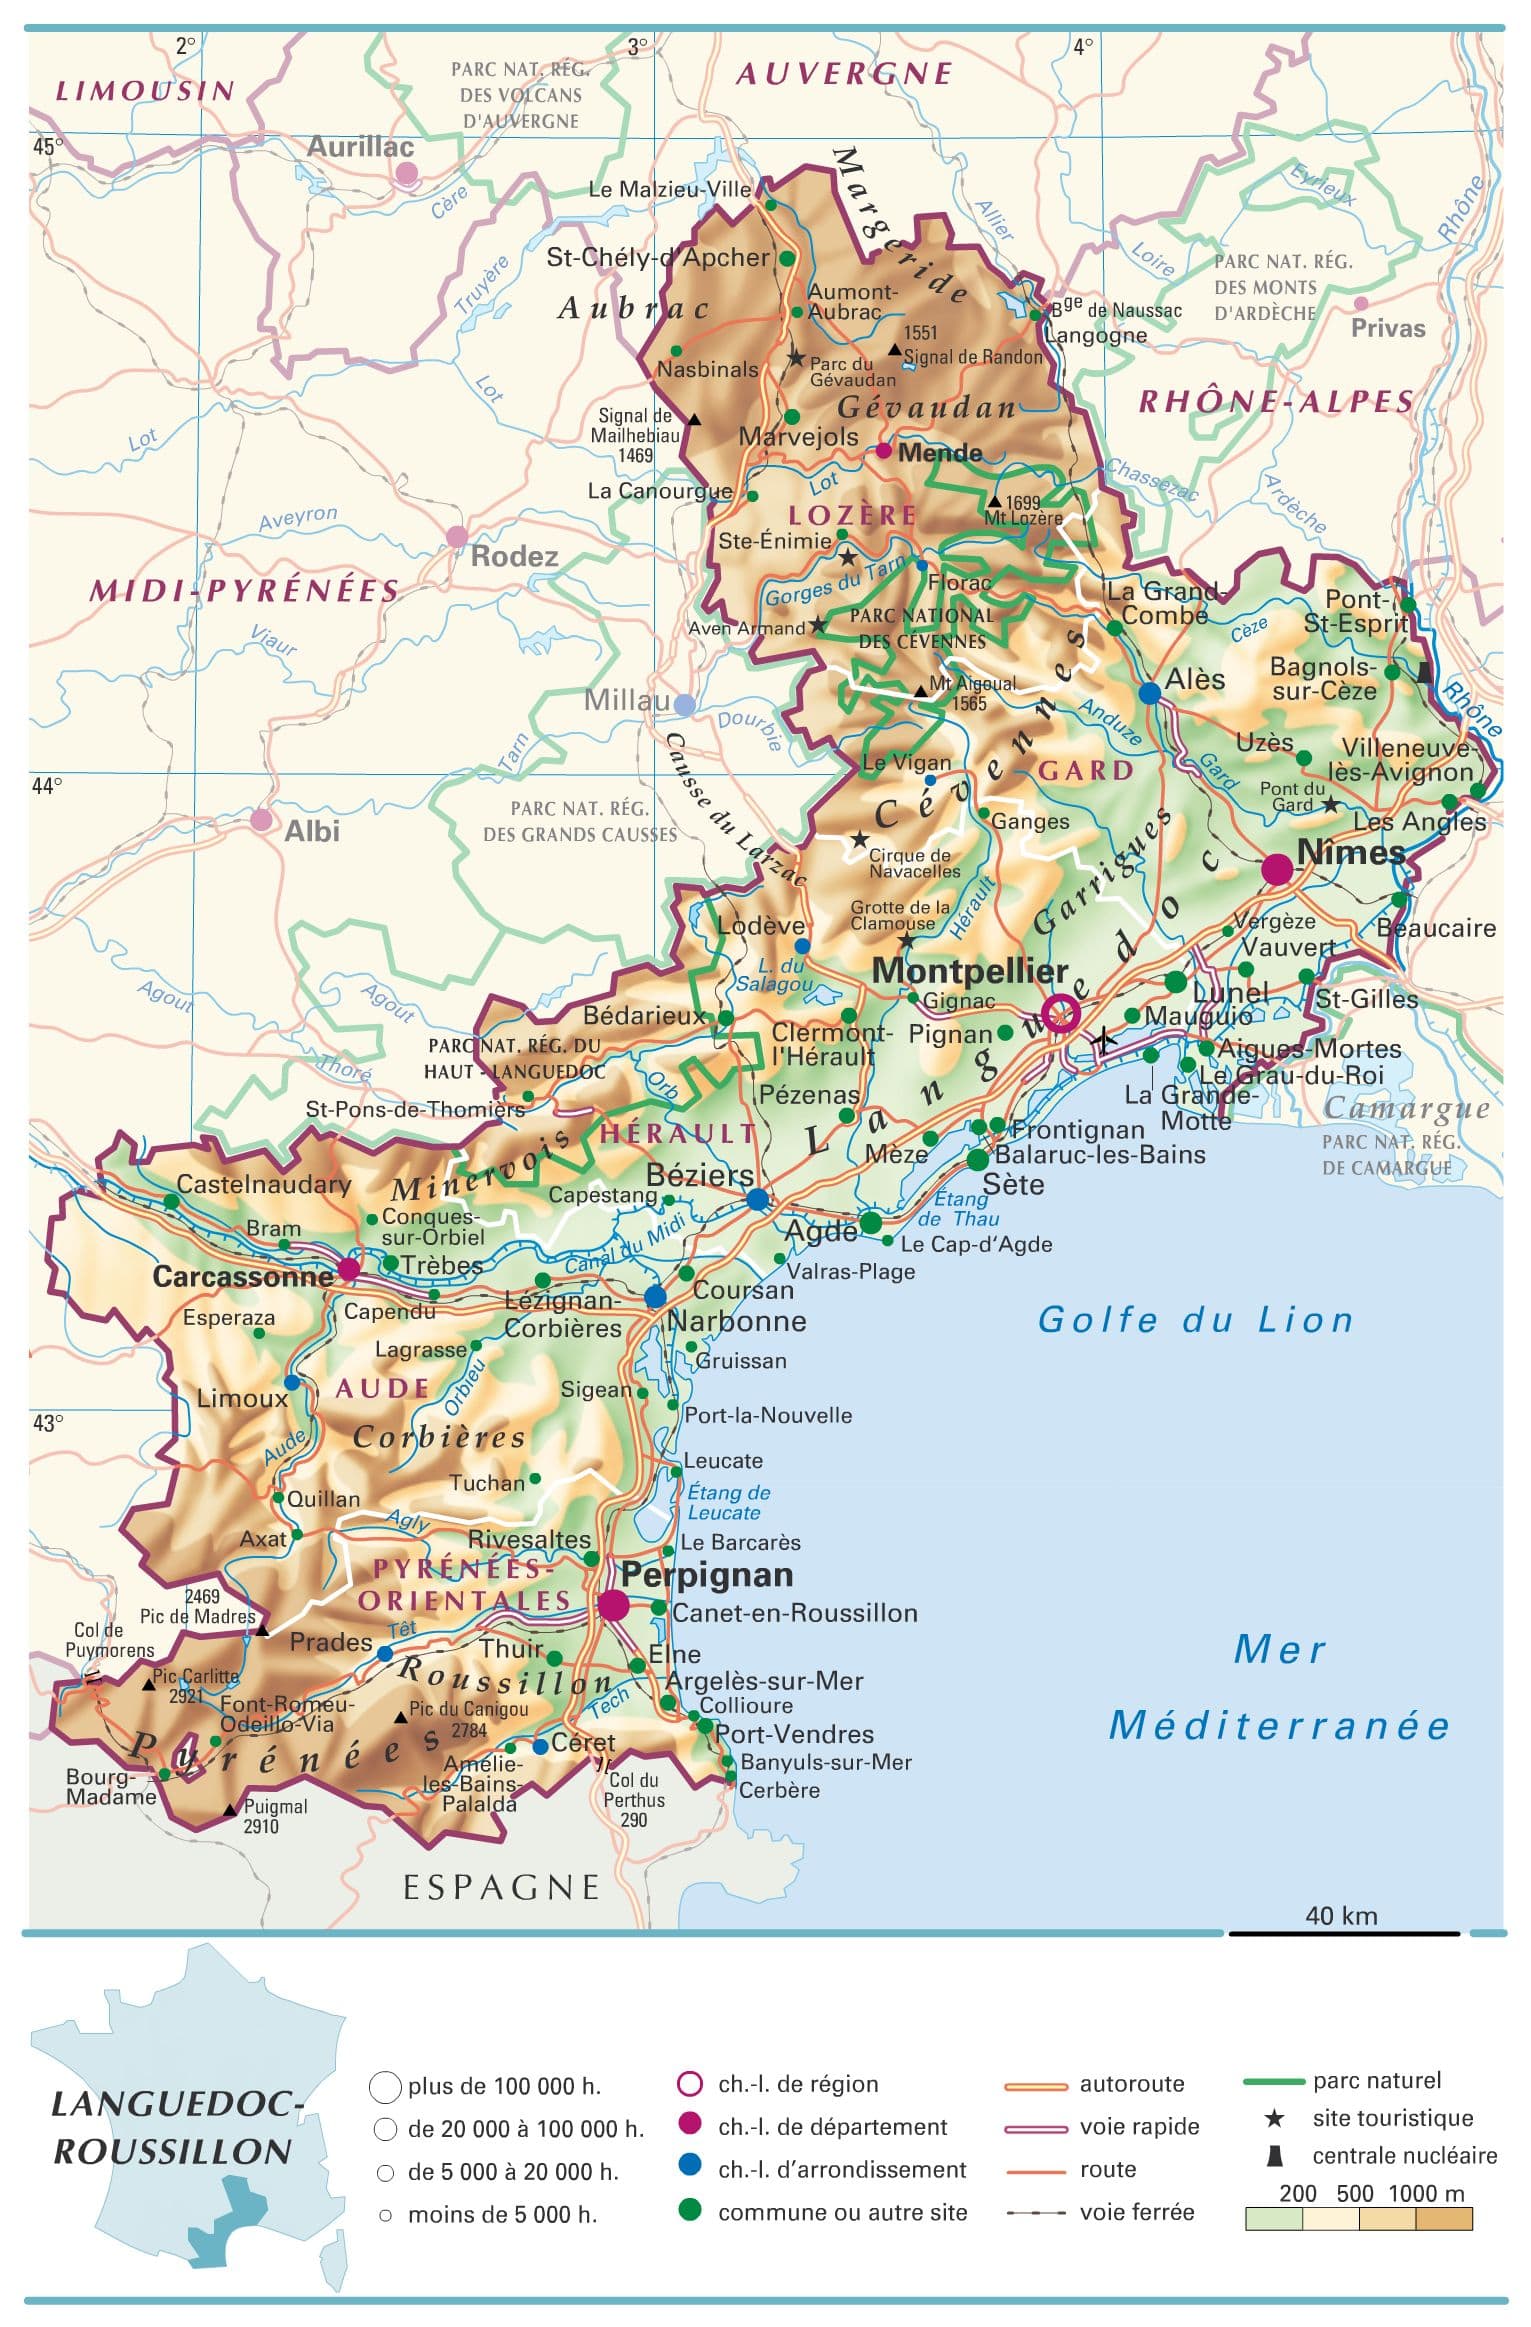 2°
3°
4°
LIMOUSIN
PARC NAT. RÉG.
DES VOLCANS
D'AUVERGNE
AUVERGNE
45°
Aurillac
Cère
Margeride
Le Malzieu-Ville
Allier
Eyrieux
Rhône
Truyère
St-Chély-d'Apcher
Loire
PARC NAT. RÉG.
DES MONTS
D'ARDÈCHE
Aubrac
Aumont-
Aubrac
Bge de Naussac
Langogne
Privas
1551
Signal de Randon
Nasbinals
Parc du
Gévaudan
Lot
Gévaudan
RHÔNE-ALPES
Signal de
Mailhebiau
1469
Marvejols
Mende
Lot
Chassezac
Ardèche
La Canourgue
Lot
1699
Mt Lozère
LOZÈRE
Aveyron
Rodez
Ste-Énimie
Gorges du Tarn
Florac
MIDI-PYRÉNÉES
La Grand-
Combe
Pont-
St-Esprit
Aven Armand
PARC NATIONAL
DES CÉVENNES
Cèze
Viaur
Bagnols-
sur-Cèze
Millau
Mt Aigoual
1565
Alès
Rhône
Dourbie
Anduze
Tarn
Causse du Larzac
Le Vigan
GARD
Gard
Uzès
Villeneuve-
lès-Avignon
44°
Cévennes
Pont du
Gard
PARC NAT. RÉG.
DES GRANDS CAUSSES
Ganges
Les Angles
Albi
Cirque de
Navacelles
Garrigues
Nîmes
Hérault
Grotte de la
Clamouse
Lodève
Vergèze
Beaucaire
Vauvert
L. du
Salagou
Montpellier
Agout
Agout
Gignac
Lunel
St-Gilles
Bédarieux
Clermont-
l'Hérault
Pignan
Mauguio
PARC NAT. RÉG. DU
HAUT - LANGUEDOC
Languedoc
Aigues-Mortes
Le Grau-du-Roi
Thoré
Orb
La Grande-
Motte
St-Pons-de-Thomièrs
Pézenas
Camargue
PARC NAT. RÉG.
DE CAMARGUE
HÉRAULT
Mèze
Frontignan
Balaruc-les-Bains
Minervois
Sète
Castelnaudary
Béziers
Capestang
Étang
de Thau
Conques-
sur-Orbiel
Bram
Agde
Le Cap-d'Agde
Canal du Midi
Trèbes
Carcassonne
Valras-Plage
Coursan
Capendu
Lézignan-
Corbières
Narbonne
Golfe du Lion
Esperaza
Lagrasse
Gruissan
Limoux
AUDE
Orbieu
Sigean
Port-la-Nouvelle
43°
Corbières
Aude
Leucate
Tuchan
Étang de
Leucate
Quillan
Agly
Axat
Rivesaltes
Le Barcarès
PYRÉNÉES-
ORIENTALES
Perpignan
2469
Pic de Madres
Canet-en-Roussillon
Col de
Puymorens
Prades
Têt
Thuir
Elne
Mer
Méditerranée
Roussillon
Pic Carlitte
2921
Argelès-sur-Mer
Font-Romeu-
Odeillo-Via
Pic du Canigou
2784
Tech
Collioure
Port-Vendres
Pyrénées
Céret
Amélie-
les-Bains-
Palalda
Banyuls-sur-Mer
Bourg-
Madame
Col du
Perthus
290
Cerbère
Puigmal
2910
ESPAGNE
40 km
LANGUEDOC-
ROUSSILLON
plus de 100 000 h.
de 20 000 à 100 000 h.
de 5 000 à 20 000 h.
moins de 5 000 h.
ch.-l. de région
ch.-l. de département
ch.-l. d'arrondissement
commune ou autre site
autoroute
voie rapide
route
voie ferrée
parc naturel
site touristique
centrale nucléaire
200 500 1000 m